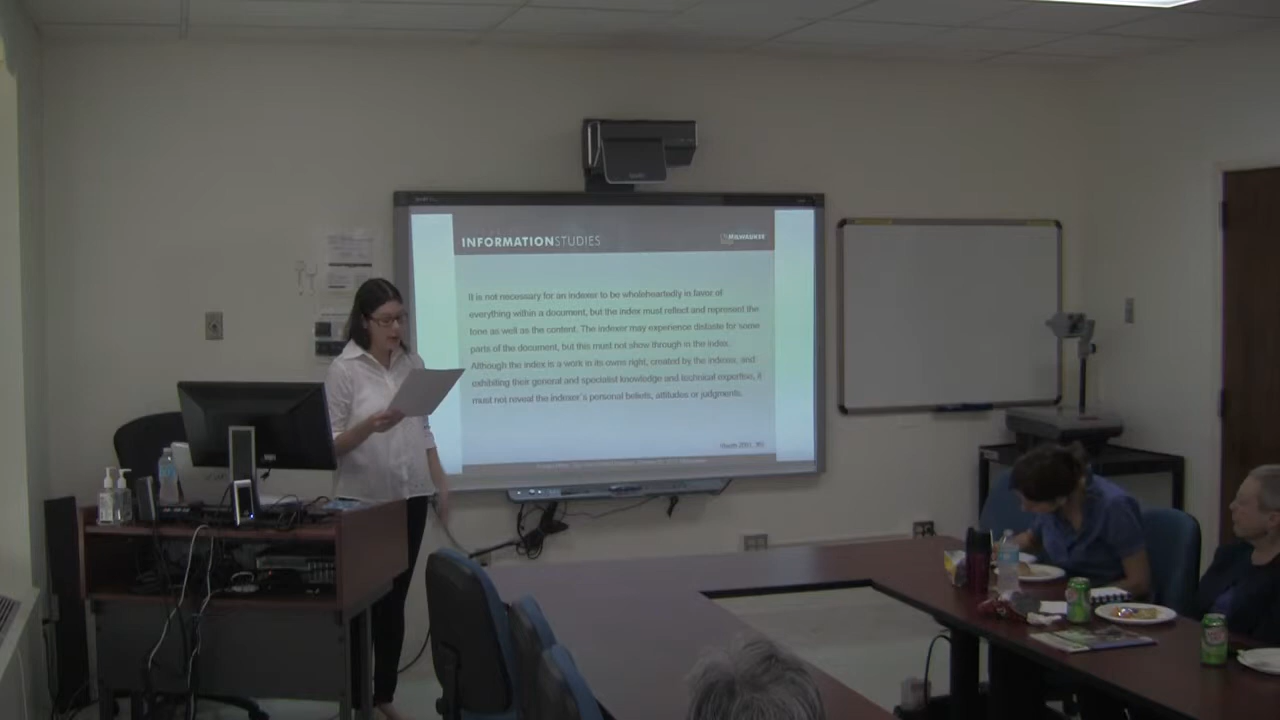 INFORMATIONSTUDIES
MILWAUKEE
It is not necessary for an indexer to be wholeheartedly in favor of
everything within a document, but the index must reflect and represent the
tone as well as the content. The indexer may experience distaste for some
parts of the document, but this must not show through in the index.
Although the index is a work in its owns right, created by the indexer, and
exhibiting their general and specialist knowledge and technical expertise, it
must not reveal the indexer's personal beliefs, attitudes or judgments.